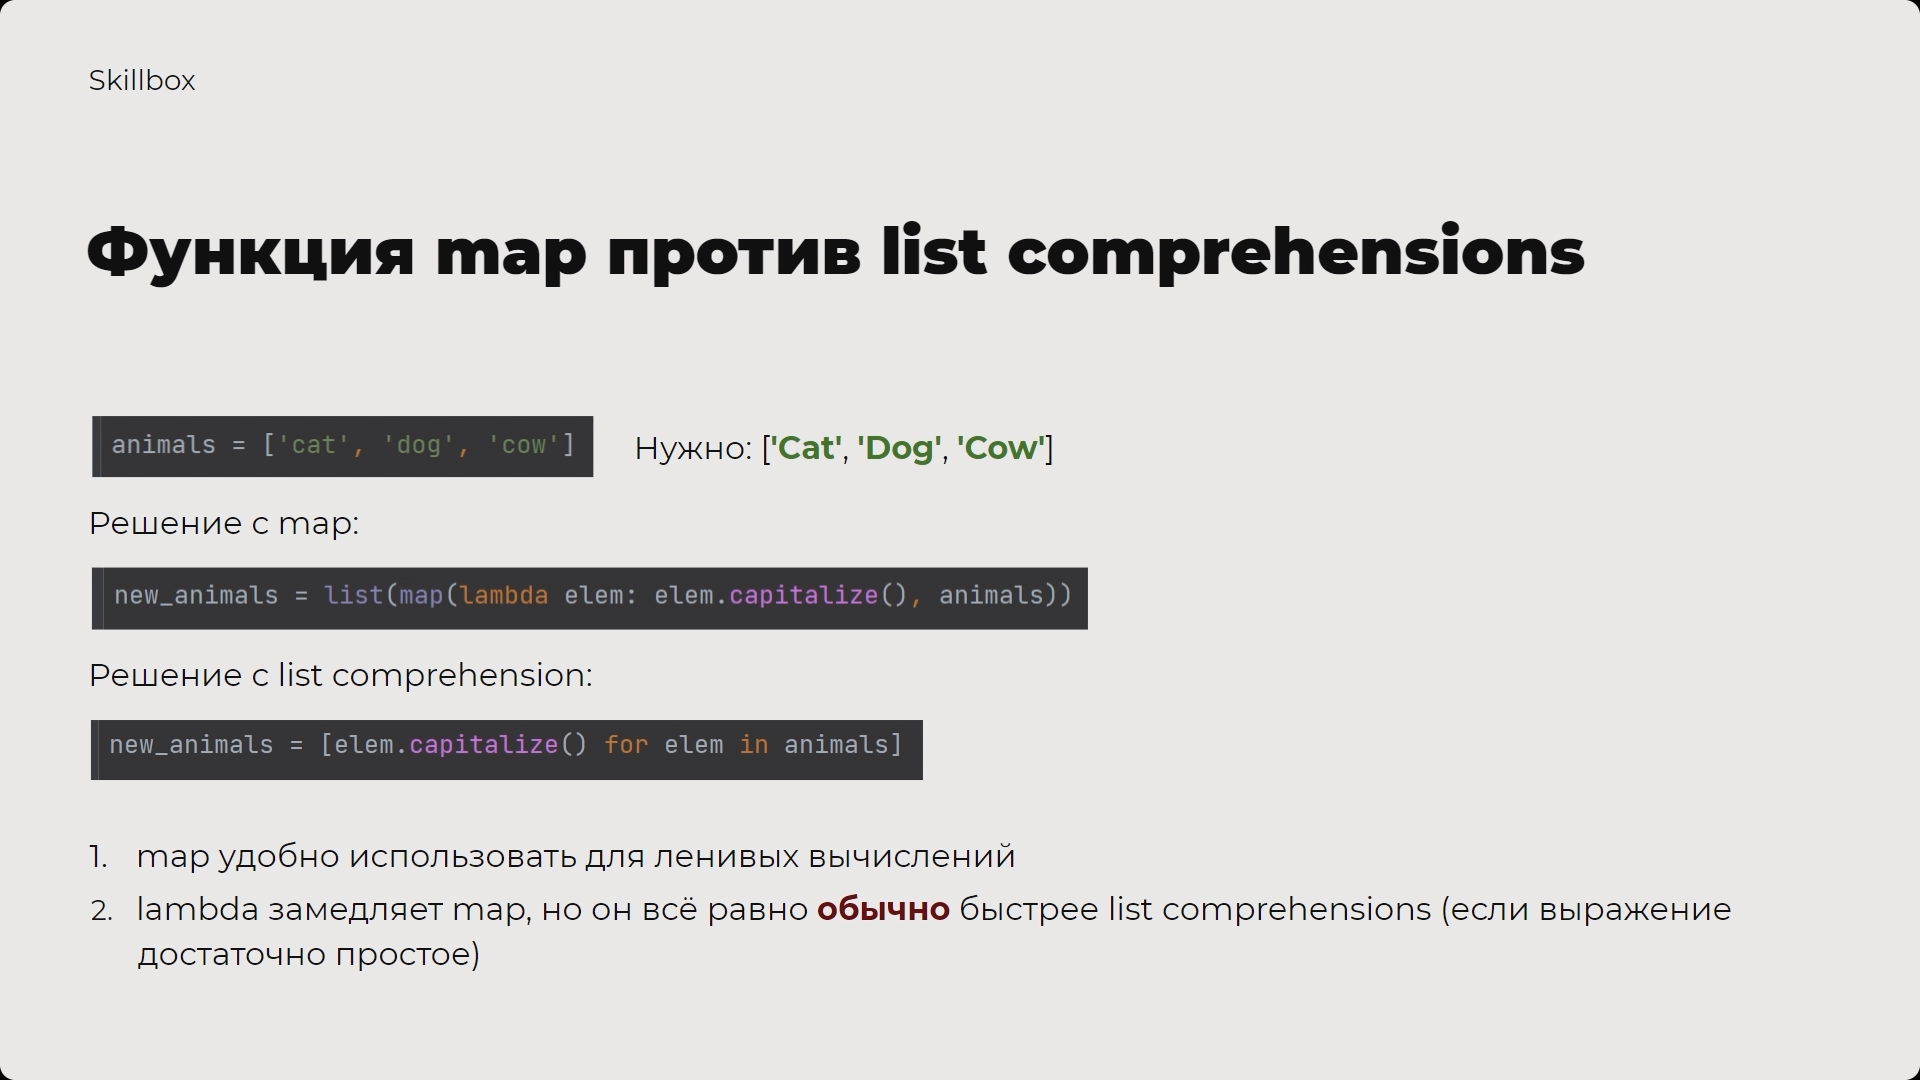 Skillbox
Функция map против list comprehensions
animals = ['cat', 'dog', 'cow'] Нужно: ['Cat', 'Dog', 'Cow']
Решение с map:
new_animals = list(map(lambda elem: elem.capitalize(), animals))
Решение с list comprehension:
new_animals = [elem.capitalize() for elem in animals]
1. map удобно использовать для ленивых вычислений
2. lambda замедляет map, но он всё равно обычно быстрее list comprehensions (если выражение
достаточно простое)